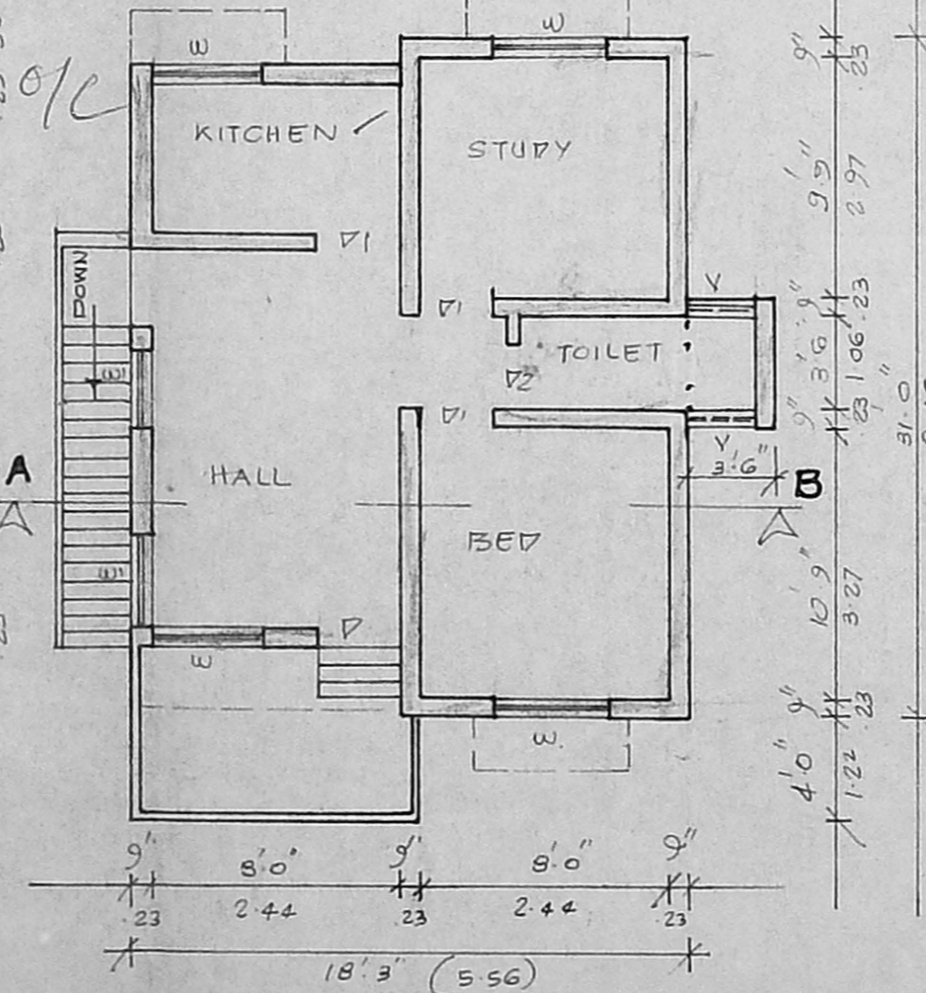 O/C
W
W
KITCHEN
STUDY
D1
DOWN
D1
V
TOILET
D2
W1
D1
V
3'.6"
A
HALL
B
BED
W1
D
W
W
9" 8'.0" 9" 8'.0" 9"
.23 2.44 .23 2.44 .23
18'.3" (5.56)
9" .23
9'.9" 2.97
9" .23
3'.6" 1.06
9" .23
10'.9" 3.27
9" .23
4'.0" 1.22
31'.0"